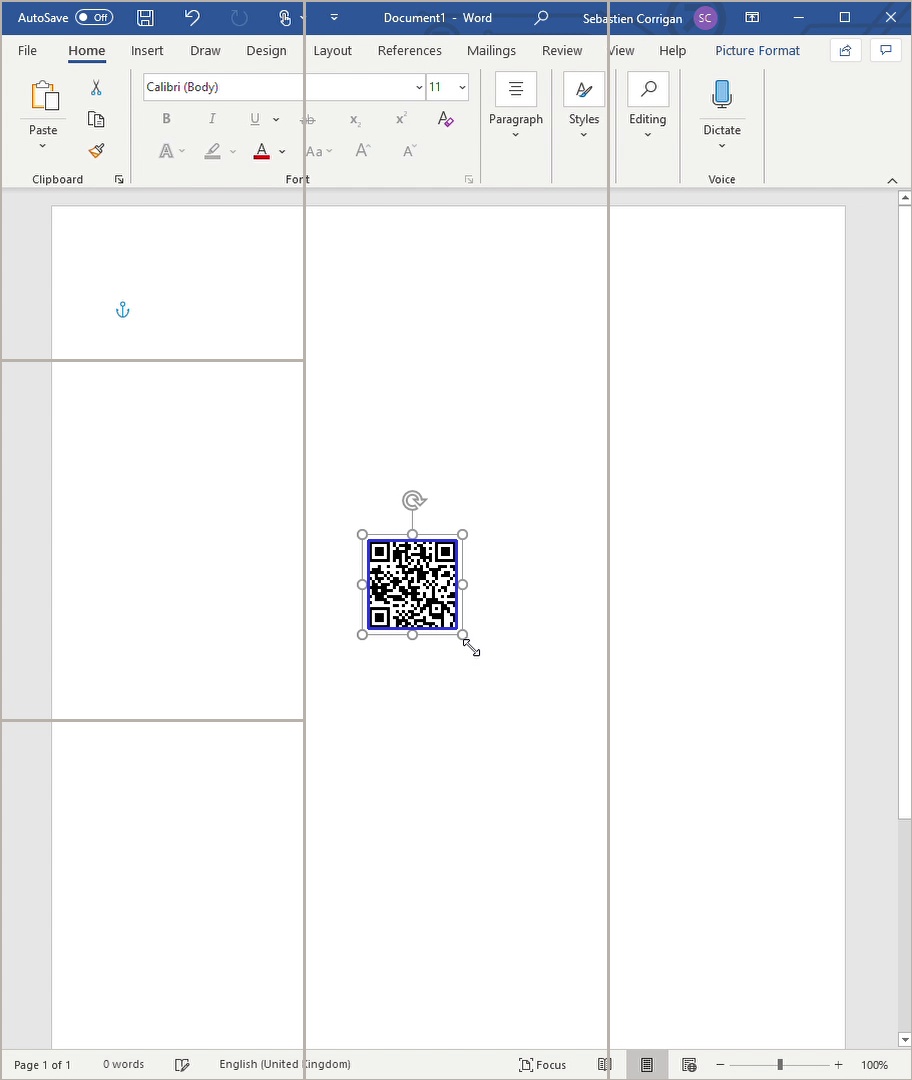 AutoSave Off Document1 - Word Sebastien Corrigan SC
File Home Insert Draw Design Layout References Mailings Review View Help Picture Format
Paste
Clipboard
Calibri (Body) 11
B I U ab x₂ x²  A
A A Aa A A
Font
Paragraph
Styles
Editing
Dictate
Voice
Page 1 of 1 0 words English (United Kingdom) Focus 100%